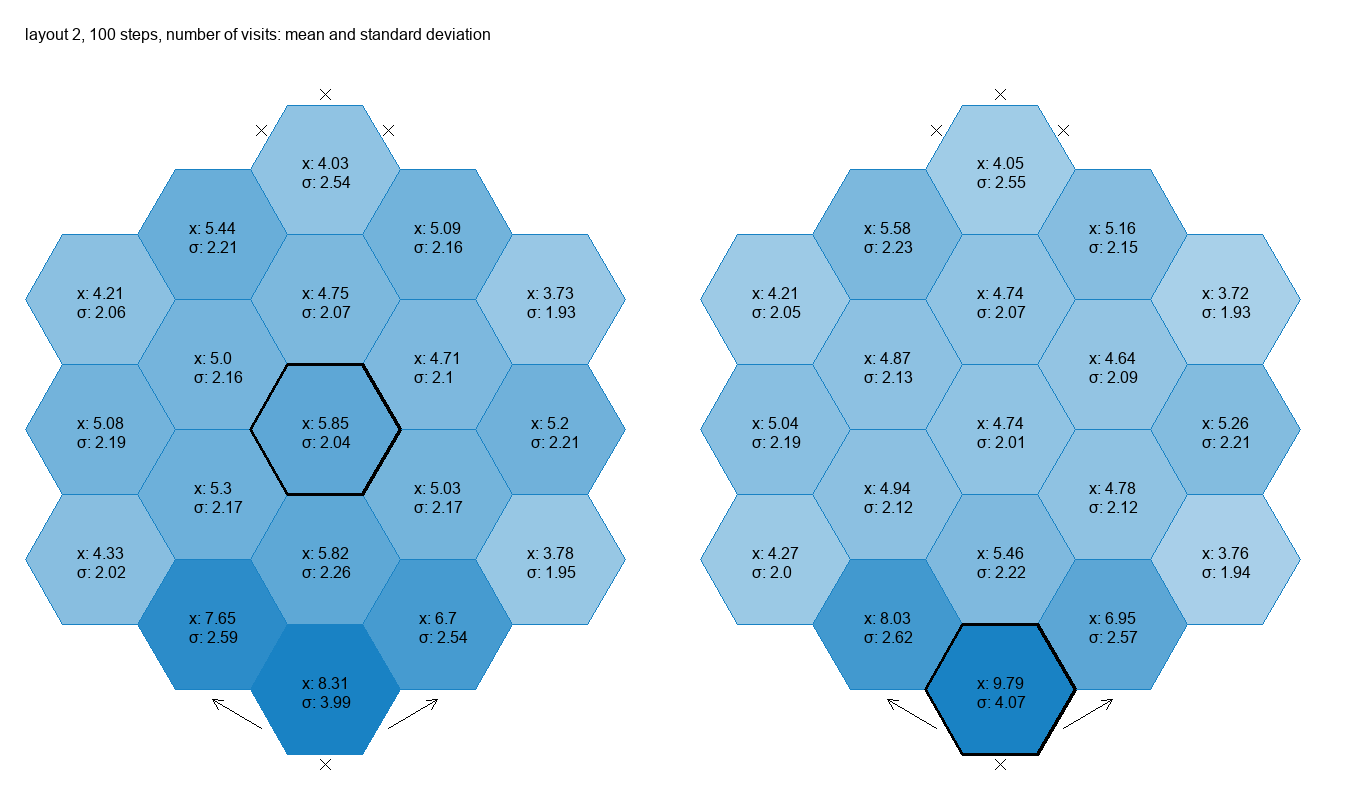 layout 2, 100 steps, number of visits: mean and standard deviation
x: 4.03
σ: 2.54
x: 5.44
σ: 2.21
x: 5.09
σ: 2.16
x: 4.21
σ: 2.06
x: 4.75
σ: 2.07
x: 3.73
σ: 1.93
x: 5.0
σ: 2.16
x: 4.71
σ: 2.1
x: 5.08
σ: 2.19
x: 5.85
σ: 2.04
x: 5.2
σ: 2.21
x: 5.3
σ: 2.17
x: 5.03
σ: 2.17
x: 4.33
σ: 2.02
x: 5.82
σ: 2.26
x: 3.78
σ: 1.95
x: 7.65
σ: 2.59
x: 6.7
σ: 2.54
x: 8.31
σ: 3.99
x: 4.05
σ: 2.55
x: 5.58
σ: 2.23
x: 5.16
σ: 2.15
x: 4.21
σ: 2.05
x: 4.74
σ: 2.07
x: 3.72
σ: 1.93
x: 4.87
σ: 2.13
x: 4.64
σ: 2.09
x: 5.04
σ: 2.19
x: 4.74
σ: 2.01
x: 5.26
σ: 2.21
x: 4.94
σ: 2.12
x: 4.78
σ: 2.12
x: 4.27
σ: 2.0
x: 5.46
σ: 2.22
x: 3.76
σ: 1.94
x: 8.03
σ: 2.62
x: 6.95
σ: 2.57
x: 9.79
σ: 4.07